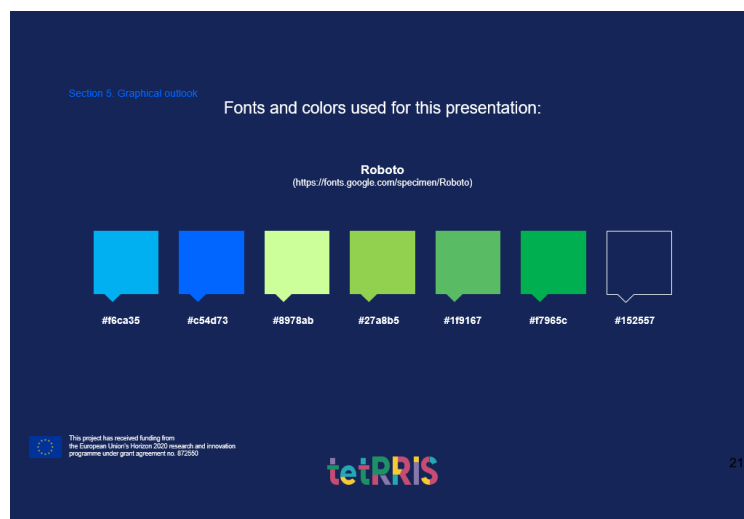 Section 5. Graphical outlook
Fonts and colors used for this presentation:
Roboto
(https://fonts.google.com/specimen/Roboto)
#f6ca35 #c54d73 #8978ab #27a8b5 #1f9167 #f7965c #152557
This project has received funding from
the European Union's Horizon 2020 research and innovation
programme under grant agreement no. 872550
tetRRIS
21